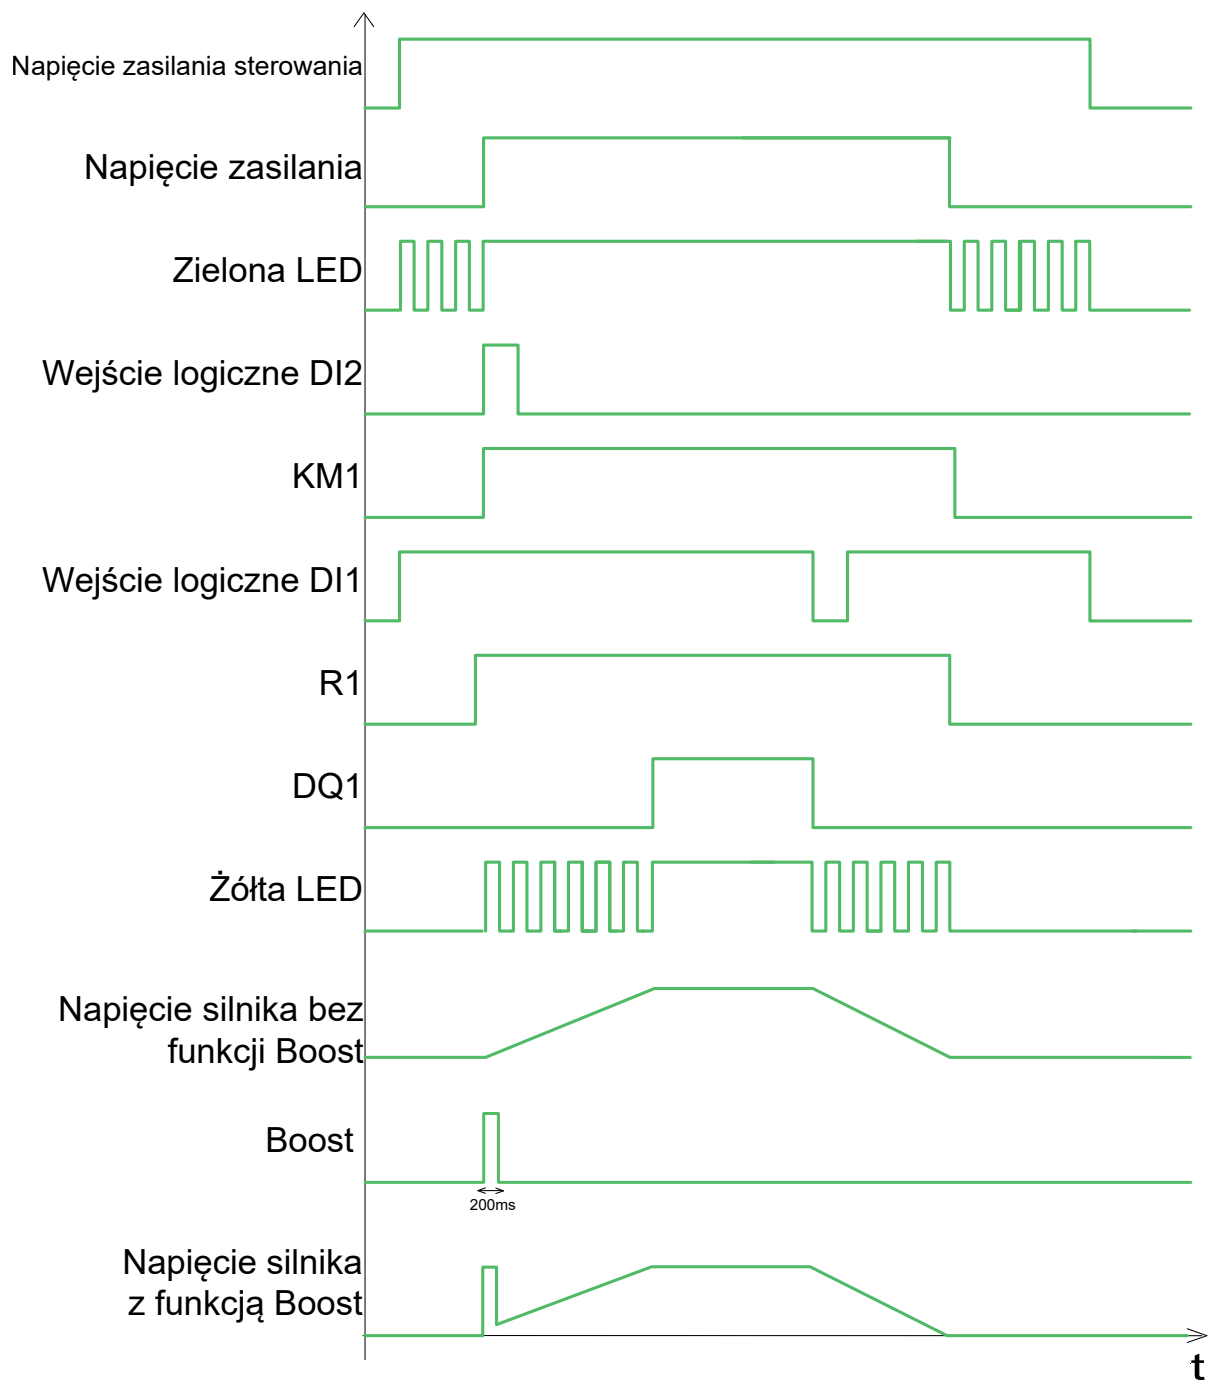 Napięcie zasilania sterowania
Napięcie zasilania
Zielona LED
Wejście logiczne DI2
KM1
Wejście logiczne DI1
R1
DQ1
Żółta LED
Napięcie silnika bez
funkcji Boost
Boost
200ms
Napięcie silnika
z funkcją Boost
t